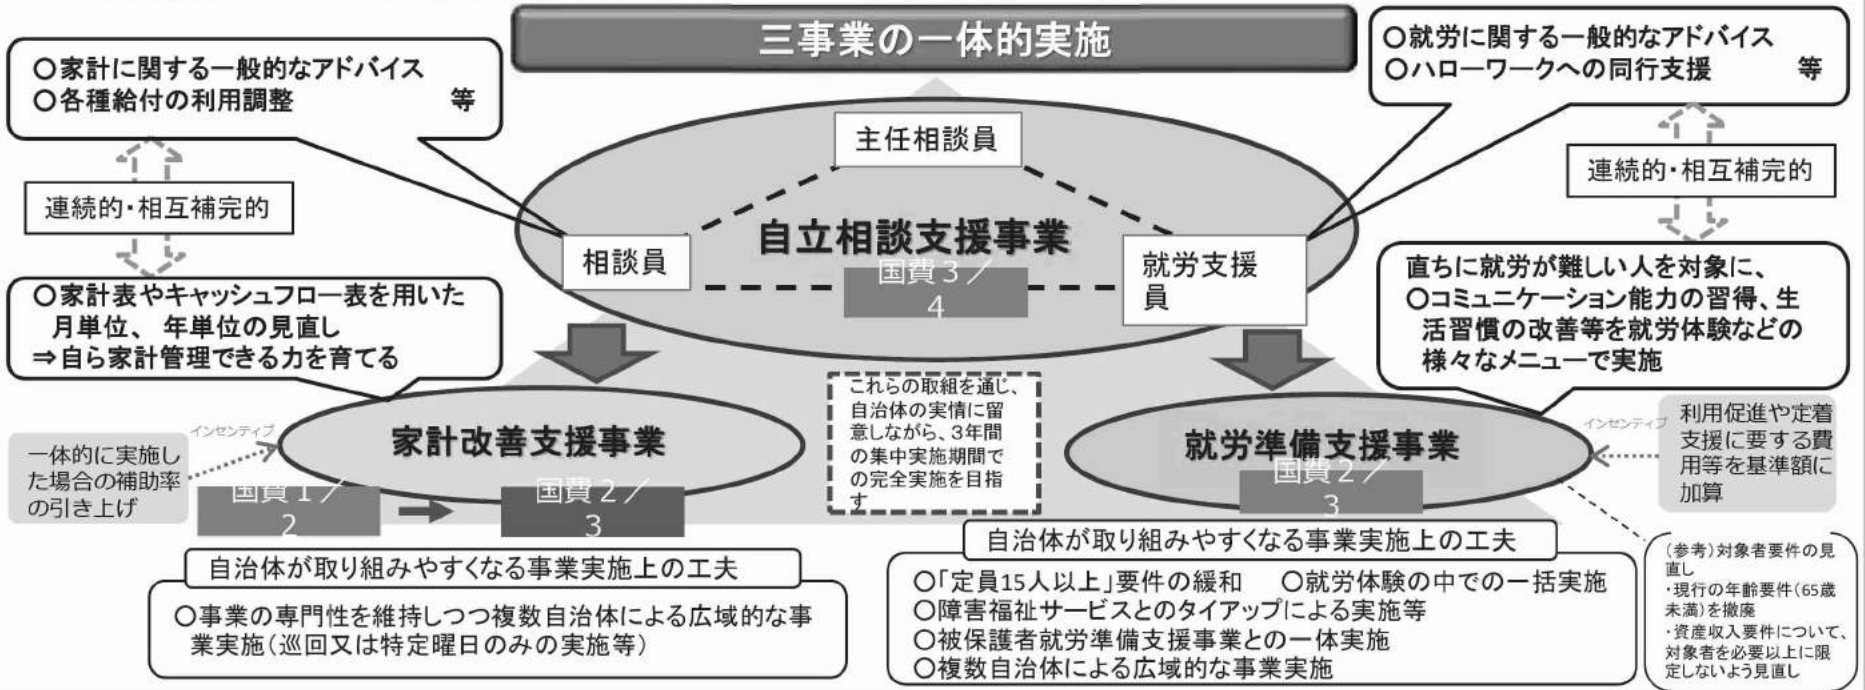 三事業の一体的実施
○家計に関する一般的なアドバイス
○各種給付の利用調整 等
○就労に関する一般的なアドバイス
○ハローワークへの同行支援 等
主任相談員
連続的・相互補完的
連続的・相互補完的
自立相談支援事業
相談員
就労支援
員
国費３／
４
○家計表やキャッシュフロー表を用いた
月単位、 年単位の見直し
⇒自ら家計管理できる力を育てる
直ちに就労が難しい人を対象に、
○コミュニケーション能力の習得、生
活習慣の改善等を就労体験などの
様々なメニューで実施
これらの取組を通じ、
自治体の実情に留
意しながら、3年間
の集中実施期間で
の完全実施を目指
す
インセンティブ
一体的に実施し
た場合の補助率
の引き上げ
家計改善支援事業
国費１／
２
国費２／
３
就労準備支援事業
国費２／
３
インセンティブ
利用促進や定着
支援に要する費
用等を基準額に
加算
自治体が取り組みやすくなる事業実施上の工夫
○事業の専門性を維持しつつ複数自治体による広域的な事
業実施(巡回又は特定曜日のみの実施等)
自治体が取り組みやすくなる事業実施上の工夫
○「定員15人以上」要件の緩和 ○就労体験の中での一括実施
○障害福祉サービスとのタイアップによる実施等
○被保護者就労準備支援事業との一体実施
○複数自治体による広域的な事業実施
(参考)対象者要件の見
直し
・現行の年齢要件(65歳
未満)を撤廃
・資産収入要件について、
対象者を必要以上に限
定しないよう見直し